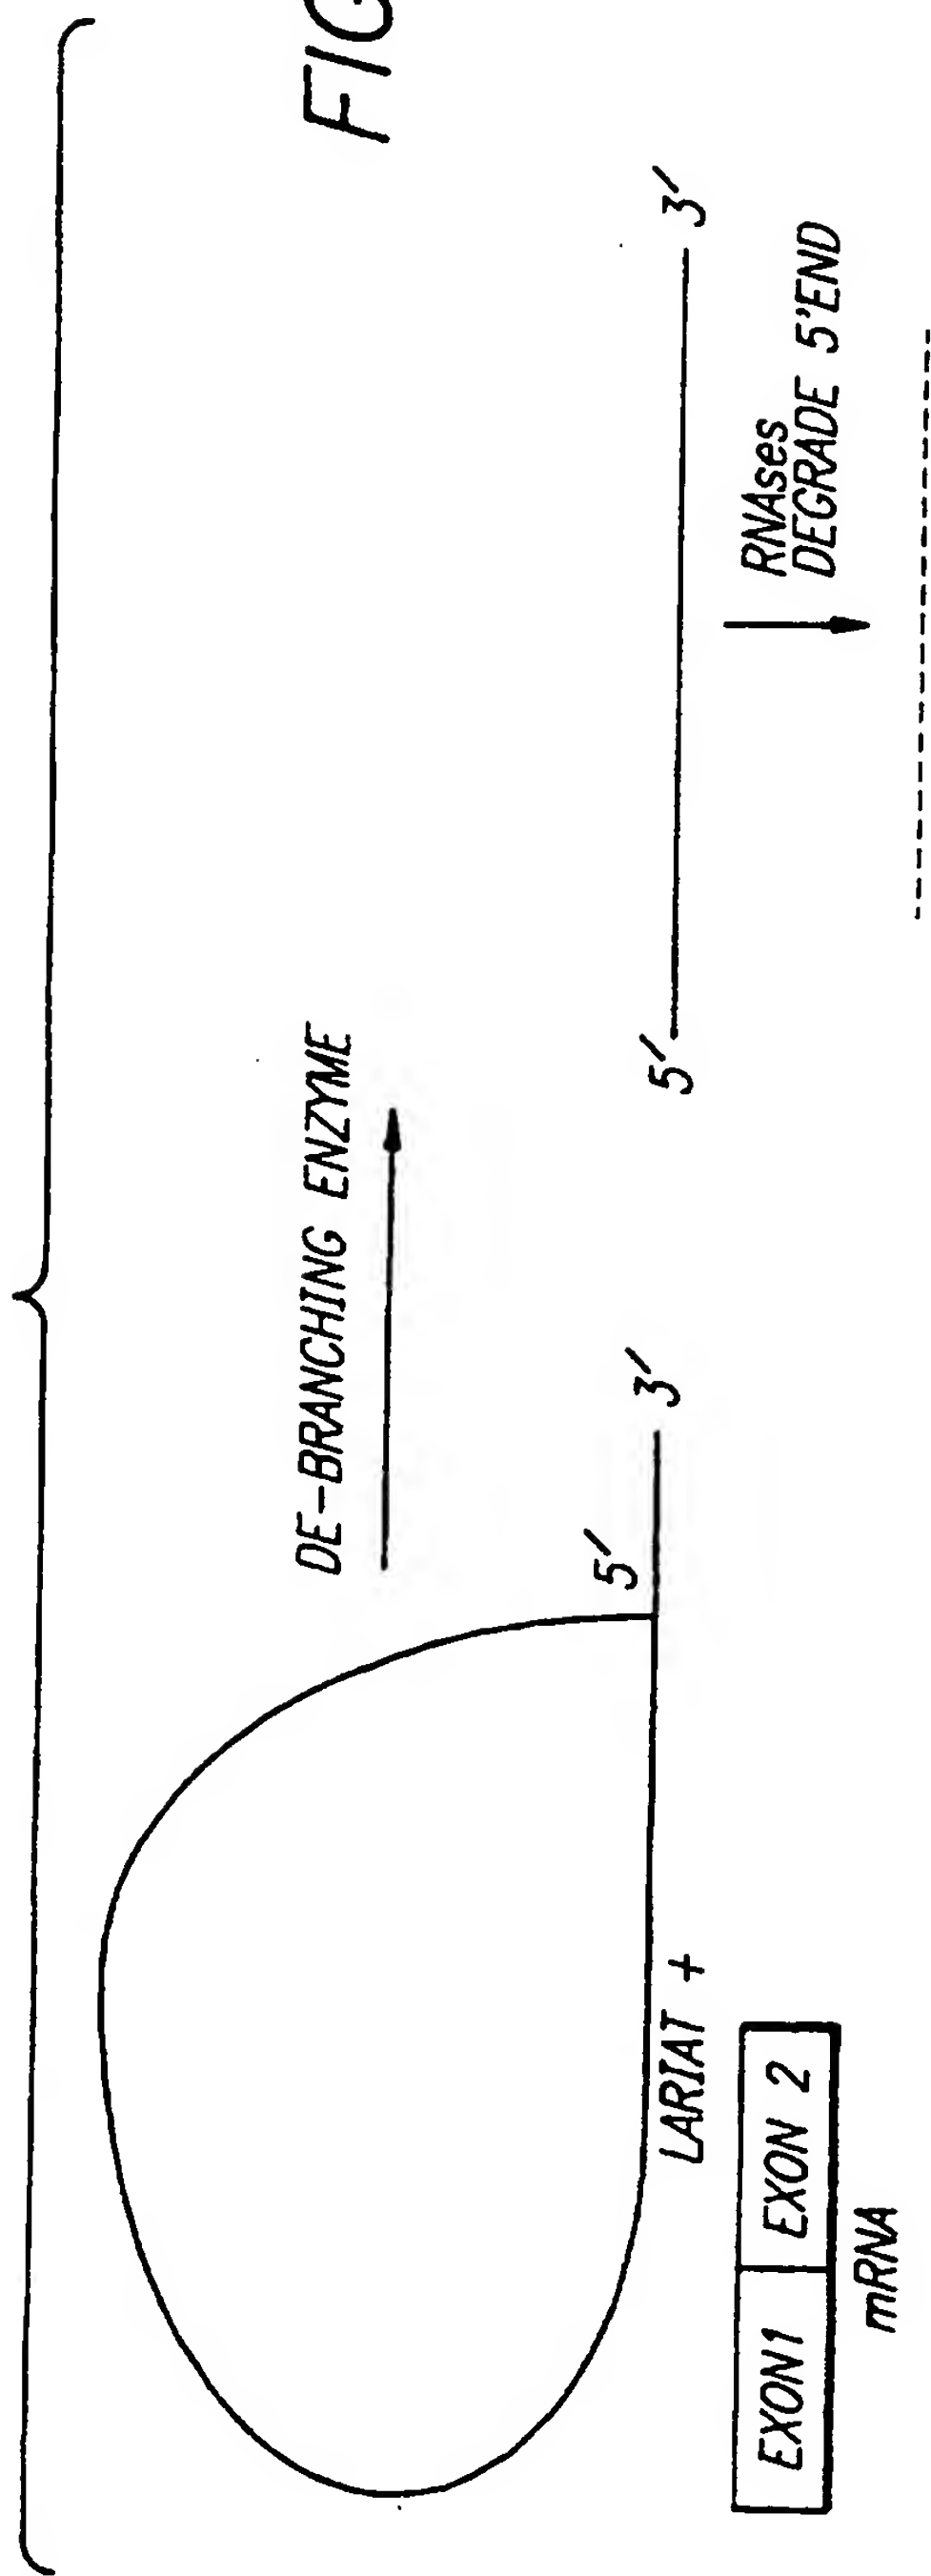 FIG
DE-BRANCHING ENZYME
5'
3'
5'
3'
LARIAT +
EXON1 EXON 2
mRNA
RNAses
DEGRADE 5'END